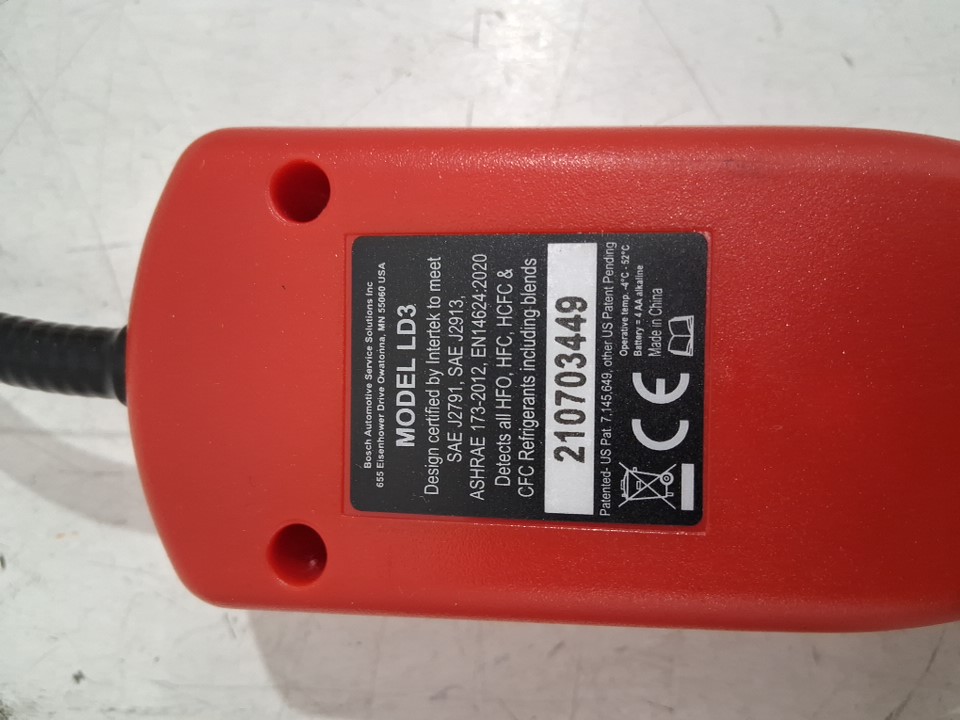 Bosch Automotive Service Solutions Inc
655 Eisenhower Drive Owatonna, MN 55060 USA
MODEL LD3
Design certified by Intertek to meet
SAE J2791, SAE J2913,
ASHRAE 173-2012, EN14624:2020
Detects all HFO, HFC, HCFC &
CFC Refrigerants including blends
210703449
Patented- US Pat. 7,145,649, other US Patent Pending
Operative temp. -4°C - 52°C
Battery = 4 AA alkaline
Made in China
CE